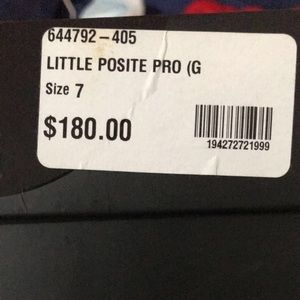 644792-405
LITTLE POSITE PRO (G
Size 7
$180.00
194272721999